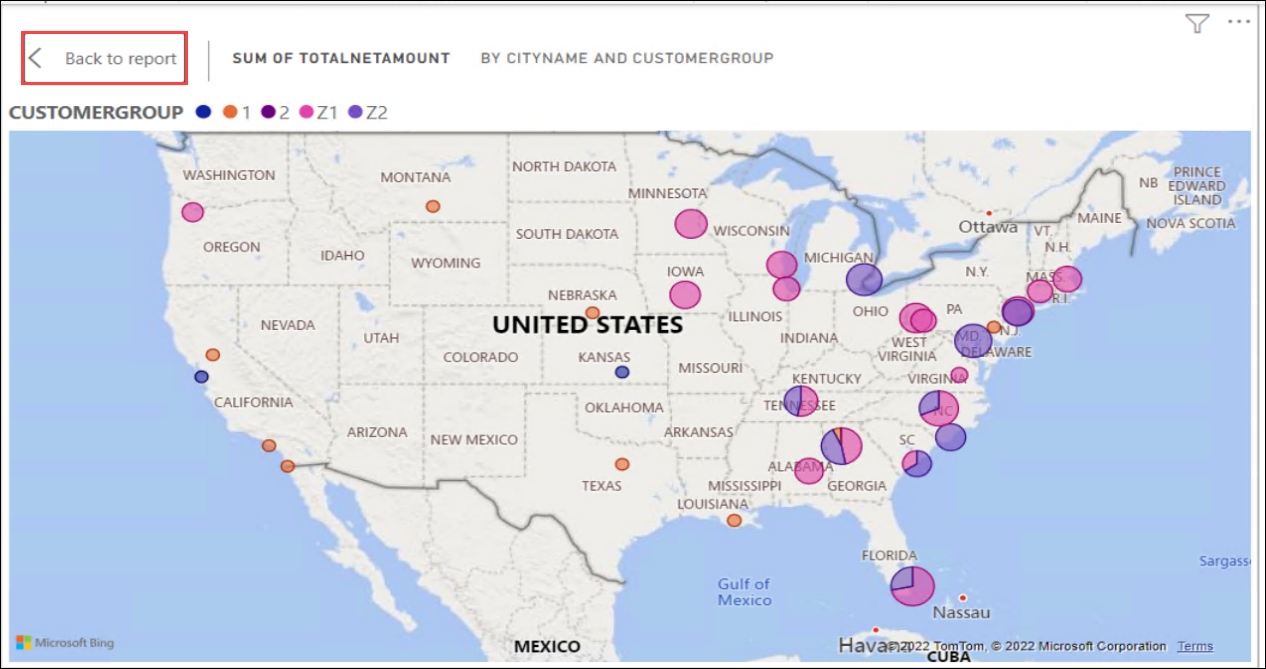 Back to report
SUM OF TOTALNETAMOUNT BY CITYNAME AND CUSTOMERGROUP
CUSTOMERGROUP 1 2 Z1 Z2
WASHINGTON
MONTANA
NORTH DAKOTA
MINNESOTA
NB
PRINCE
EDWARD
ISLAND
OREGON
IDAHO
WYOMING
SOUTH DAKOTA
WISCONSIN
MICHIGAN
Ottawa
VT.
N.H.
MAINE
NOVA SCOTIA
IOWA
N.Y.
MASS.
R.I.
NEBRASKA
NEVADA
UTAH
COLORADO
UNITED STATES
KANSAS
MISSOURI
ILLINOIS
INDIANA
OHIO
PA
N.J.
MD.
DELAWARE
WEST
VIRGINIA
KENTUCKY
VIRGINIA
CALIFORNIA
ARIZONA
NEW MEXICO
OKLAHOMA
ARKANSAS
TENNESSEE
NC
SC
TEXAS
LOUISIANA
MISSISSIPPI
ALABAMA
GEORGIA
FLORIDA
Gulf of
Mexico
Sargass
Nassau
Havana
CUBA
MEXICO
Microsoft Bing
©2022 TomTom, © 2022 Microsoft Corporation Terms